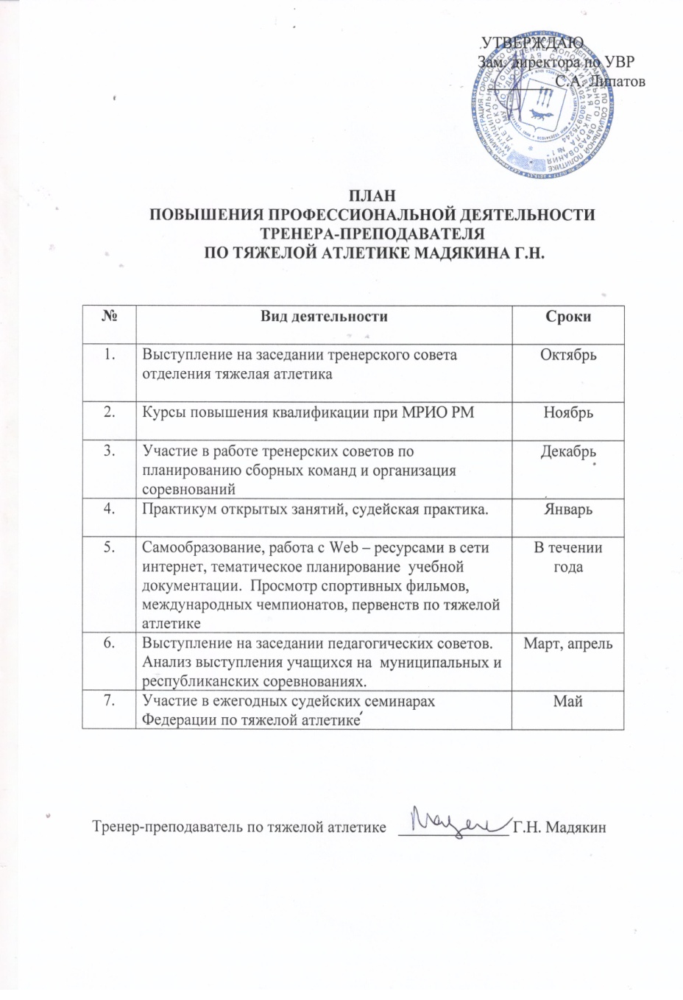 УТВЕРЖДАЮ
Зам. директора по УВР
С.А. Липатов
ПЛАН
ПОВЫШЕНИЯ ПРОФЕССИОНАЛЬНОЙ ДЕЯТЕЛЬНОСТИ
ТРЕНЕРА-ПРЕПОДАВАТЕЛЯ
ПО ТЯЖЕЛОЙ АТЛЕТИКЕ МАДЯКИНА Г.Н.
№ Вид деятельности Сроки
1. Выступление на заседании тренерского совета Октябрь
отделения тяжелая атлетика
2. Курсы повышения квалификации при МРИО РМ Ноябрь
3. Участие в работе тренерских советов по Декабрь
планированию сборных команд и организация
соревнований
4. Практикум открытых занятий, судейская практика. Январь
5. Самообразование, работа с Web – ресурсами в сети В течении
интернет, тематическое планирование учебной года
документации. Просмотр спортивных фильмов,
международных чемпионатов, первенств по тяжелой
атлетике
6. Выступление на заседании педагогических советов. Март, апрель
Анализ выступления учащихся на муниципальных и
республиканских соревнованиях.
7. Участие в ежегодных судейских семинарах Май
Федерации по тяжелой атлетике
Тренер-преподаватель по тяжелой атлетике Г.Н. Мадякин